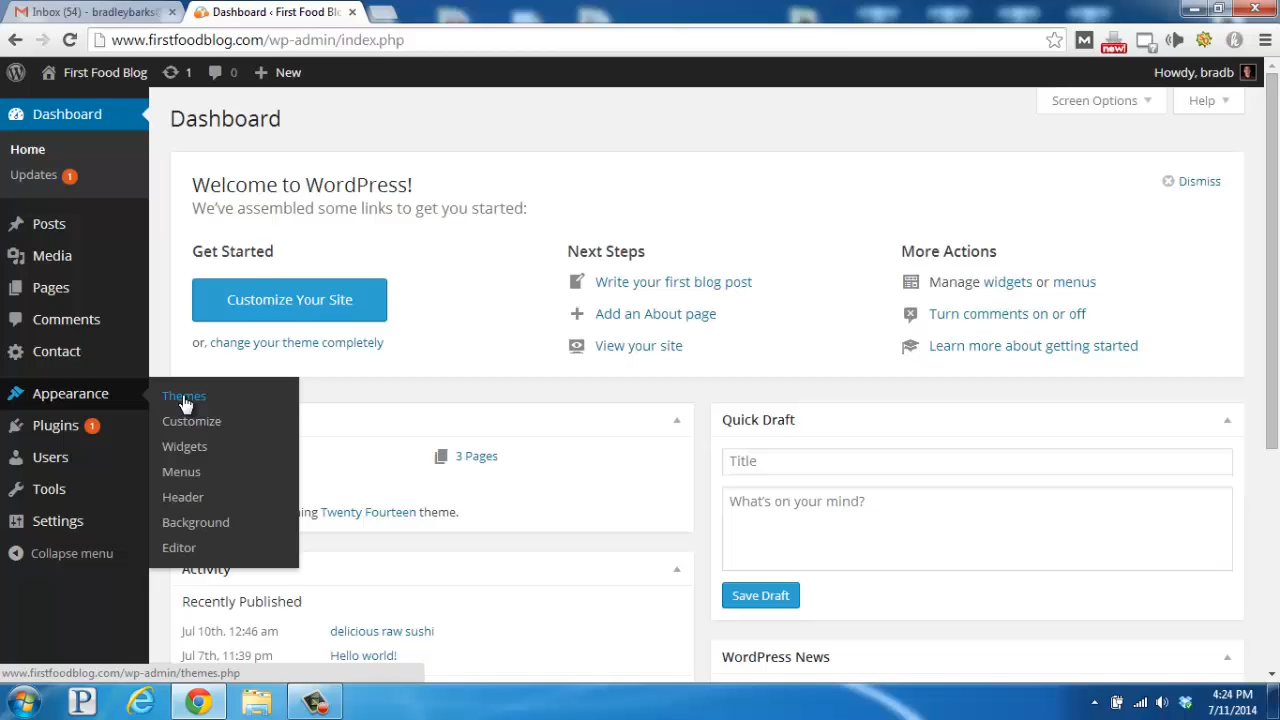 Inbox (54) - bradleybarks@
Dashboard ‹ First Food Blo
www.firstfoodblog.com/wp-admin/index.php
new!
First Food Blog
1
0
New
Howdy, bradb
Dashboard
Home
Updates 1
Posts
Media
Pages
Comments
Contact
Appearance
Plugins 1
Users
Tools
Settings
Collapse menu
Themes
Customize
Widgets
Menus
Header
Background
Editor
Dashboard
Screen Options
Help
Welcome to WordPress!
We've assembled some links to get you started:
Dismiss
Get Started
Customize Your Site
or, change your theme completely
Next Steps
Write your first blog post
Add an About page
View your site
More Actions
Manage widgets or menus
Turn comments on or off
Learn more about getting started
3 Pages
Twenty Fourteen theme.
Activity
Recently Published
Jul 10th, 12:46 am delicious raw sushi
Jul 7th, 11:39 pm Hello world!
Quick Draft
Title
What's on your mind?
Save Draft
WordPress News
www.firstfoodblog.com/wp-admin/themes.php
4:24 PM
7/11/2014